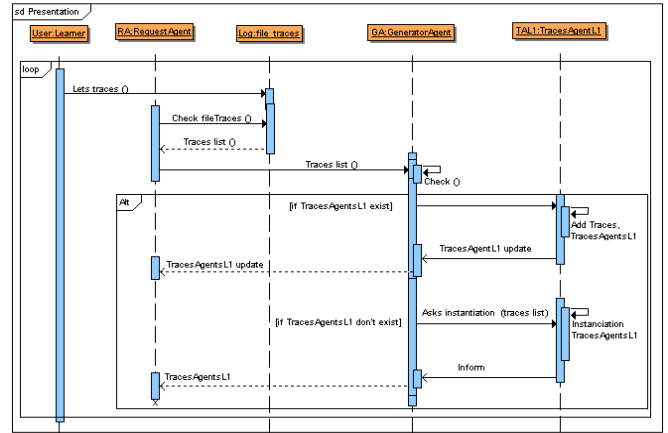 sd Presentation
User:Learner
RA:RequestAgent
Log:file traces
GA:GeneratorAgent
TAL1:TracesAgentL1
loop
Lets traces ()
Check fileTraces ()
Traces list ()
Traces list ()
Check ()
Alt
[if TracesAgentsL1 exist]
Add Traces,
TracesAgentsL1
TracesAgentL1 update
TracesAgentsL1 update
Asks instantiation (traces list)
[if TracesAgentsL1 don't exist]
Instanciation
TracesAgentsL1
Inform
TracesAgentsL1
X